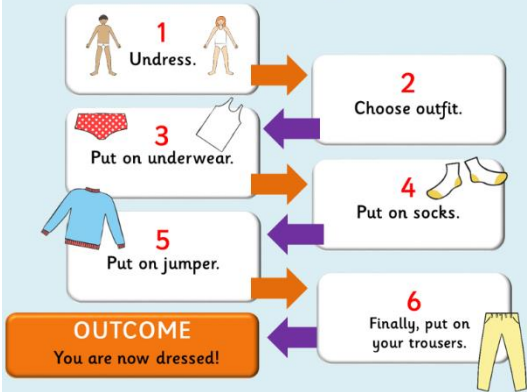 1
Undress.
2
Choose outfit.
3
Put on underwear.
4
Put on socks.
5
Put on jumper.
6
Finally, put on
your trousers.
OUTCOME
You are now dressed!